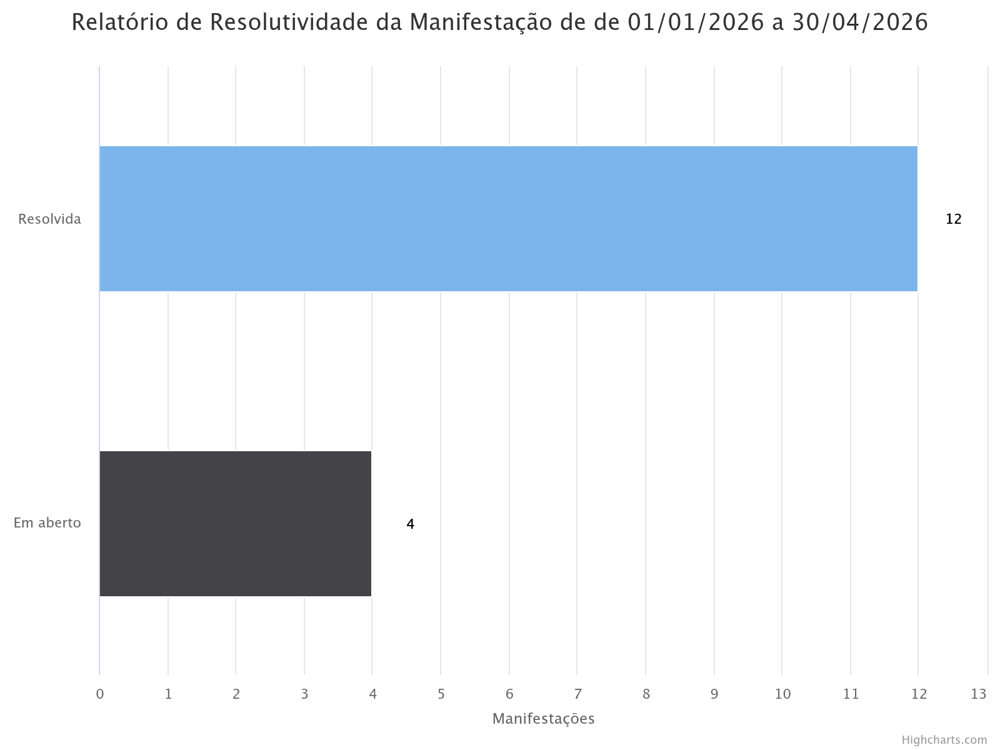 Relatório de Resolutividade da Manifestação de de 01/01/2026 a 30/04/2026
Resolvida
12
Em aberto
4
0 1 2 3 4 5 6 7 8 9 10 11 12 13
Manifestações
Highcharts.com